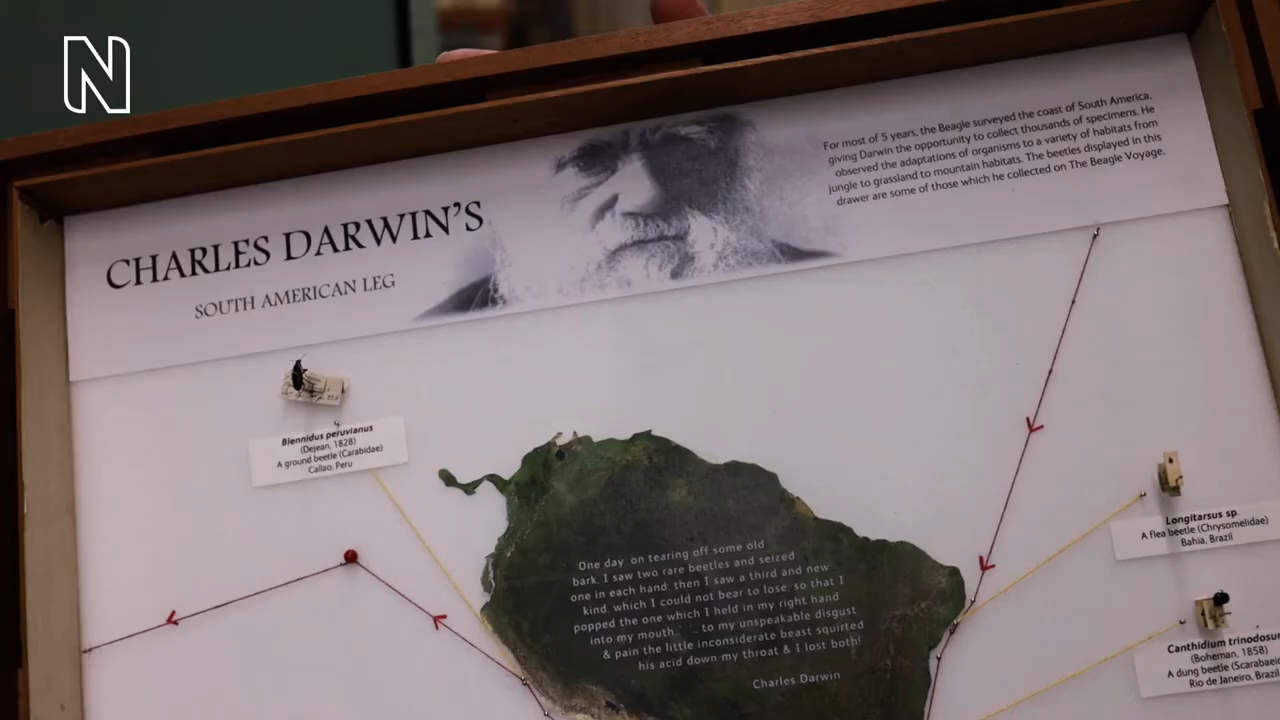 N
CHARLES DARWIN'S
SOUTH AMERICAN LEG
For most of 5 years, the Beagle surveyed the coast of South America,
giving Darwin the opportunity to collect thousands of specimens. He
observed the adaptations of organisms to a variety of habitats from
jungle to grassland to mountain habitats. The beetles displayed in this
drawer are some of those which he collected on The Beagle Voyage.
Blennidus peruvianus
(Dejean, 1828)
A ground beetle (Carabidae)
Callao, Peru
Longitarsus sp
A flea beetle (Chrysomelidae)
Bahia, Brazil
One day, on tearing off some old
bark, I saw two rare beetles and seized
one in each hand; then I saw a third and new
kind, which I could not bear to lose, so that I
popped the one which I held in my right hand
into my mouth. . . to my unspeakable disgust
& pain the little inconsiderate beast squirted
his acid down my throat & I lost both!
Charles Darwin
Canthidium trinodosum
(Boheman, 1858)
A dung beetle (Scarabaeid
Rio de Janeiro, Brazil